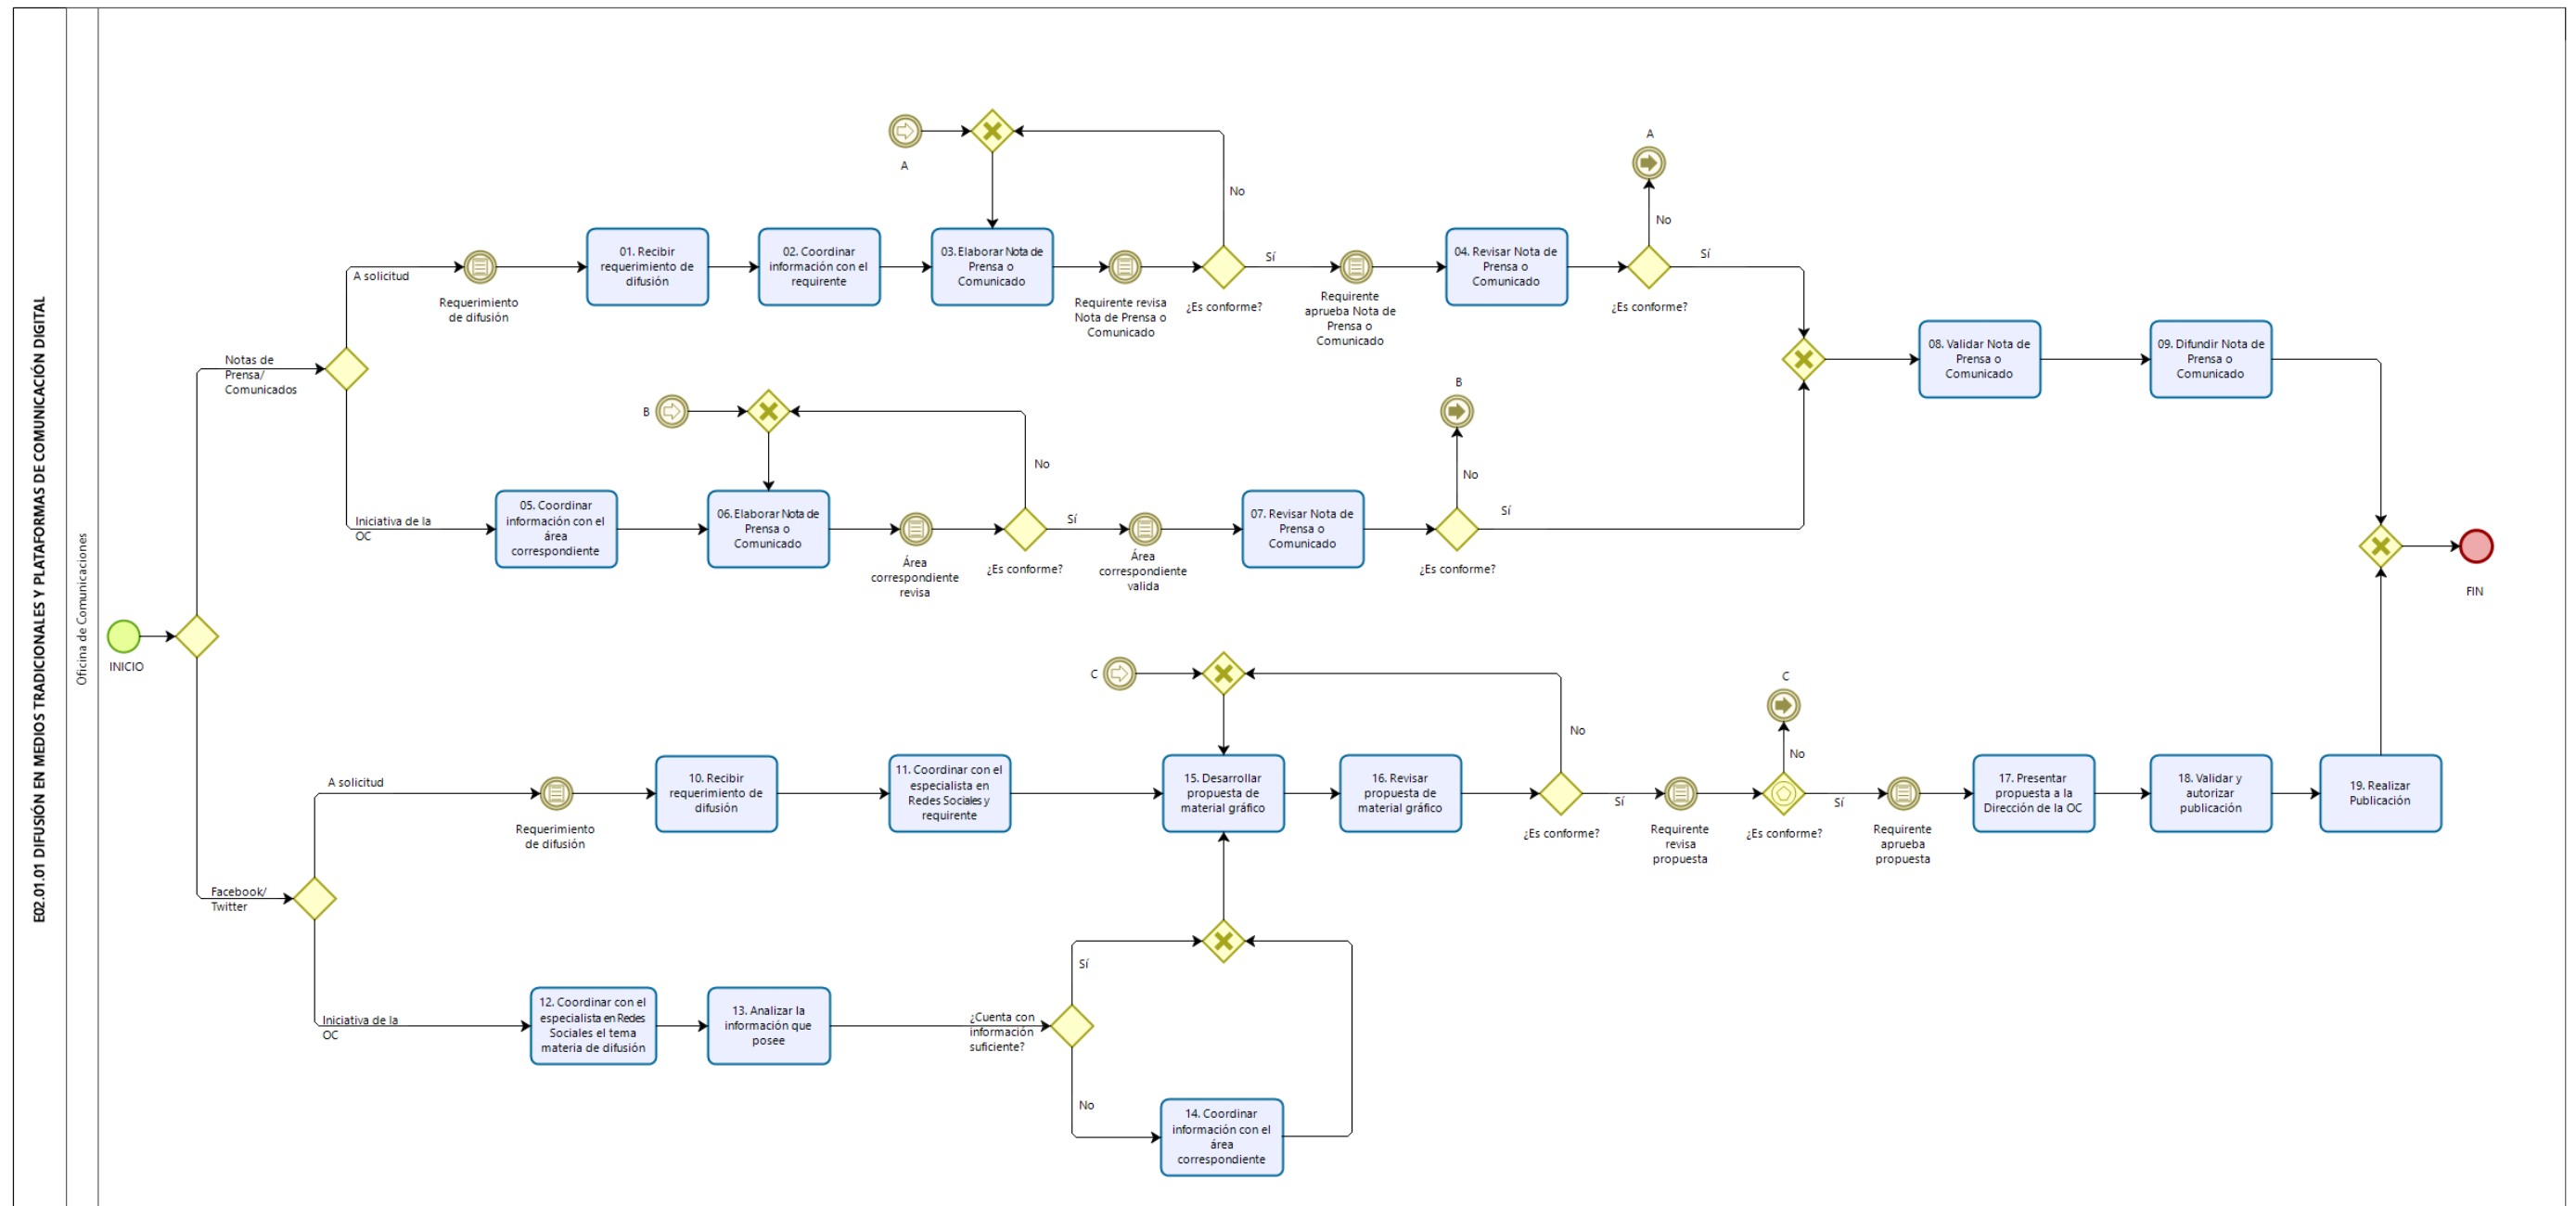 E02.01.01 DIFUSIÓN EN MEDIOS TRADICIONALES Y PLATAFORMAS DE COMUNICACIÓN DIGITAL
Oficina de Comunicaciones
INICIO
Notas de
Prensa/
Comunicados
A solicitud
Requerimiento
de difusión
01. Recibir
requerimiento de
difusión
02. Coordinar
información con el
requirente
A
03. Elaborar Nota de
Prensa o
Comunicado
Requirente revisa
Nota de Prensa o
Comunicado
No
¿Es conforme?
Sí
Requirente
aprueba Nota de
Prensa o
Comunicado
04. Revisar Nota de
Prensa o
Comunicado
A
No
¿Es conforme?
Sí
Iniciativa de la
OC
05. Coordinar
información con el
área
correspondiente
B
06. Elaborar Nota de
Prensa o
Comunicado
Área
correspondiente
revisa
No
¿Es conforme?
Sí
Área
correspondiente
valida
07. Revisar Nota de
Prensa o
Comunicado
B
No
¿Es conforme?
Sí
08. Validar Nota de
Prensa o
Comunicado
09. Difundir Nota de
Prensa o
Comunicado
FIN
Facebook/
Twitter
A solicitud
Requerimiento
de difusión
10. Recibir
requerimiento de
difusión
11. Coordinar con el
especialista en
Redes Sociales y
requirente
C
15. Desarrollar
propuesta de
material gráfico
16. Revisar
propuesta de
material gráfico
No
¿Es conforme?
Sí
Requirente
revisa
propuesta
C
No
¿Es conforme?
Sí
Requirente
aprueba
propuesta
17. Presentar
propuesta a la
Dirección de la OC
18. Validar y
autorizar
publicación
19. Realizar
Publicación
Iniciativa de la
OC
12. Coordinar con el
especialista en Redes
Sociales el tema
materia de difusión
13. Analizar la
información que
posee
¿Cuenta con
información
suficiente?
Sí
No
14. Coordinar
información con el
área
correspondiente